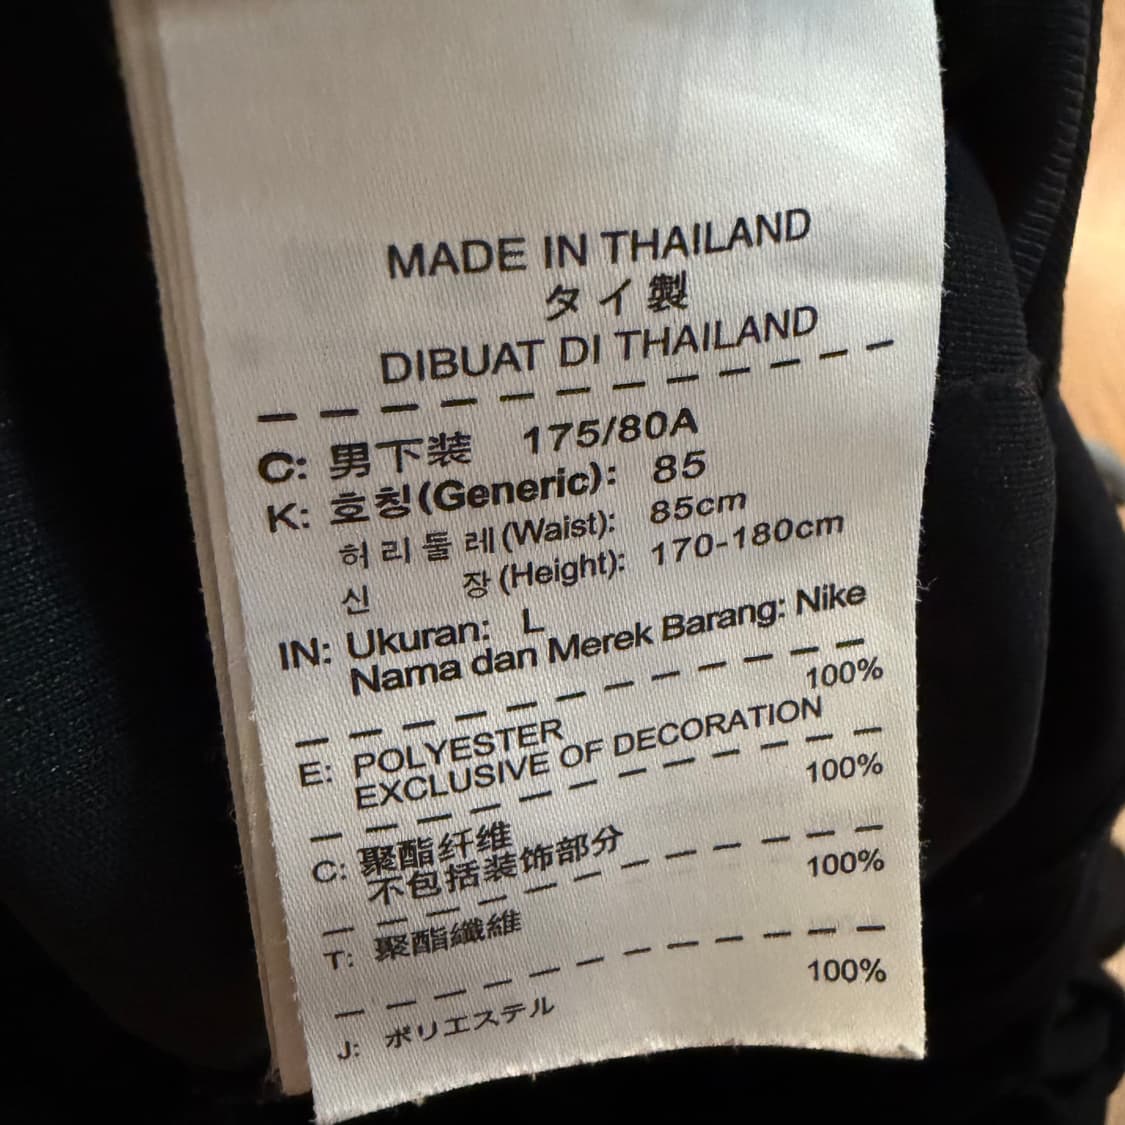 MADE IN THAILAND
タイ製
DIBUAT DI THAILAND
C: 男下装 175/80A
K: 호칭(Generic): 85
허리둘레(Waist): 85cm
신 장(Height): 170-180cm
IN: Ukuran: L
Nama dan Merek Barang: Nike
100%
E: POLYESTER
EXCLUSIVE OF DECORATION
100%
C: 聚酯纤维
不包括装饰部分
100%
T: 聚酯纖維
100%
J: ポリエステル